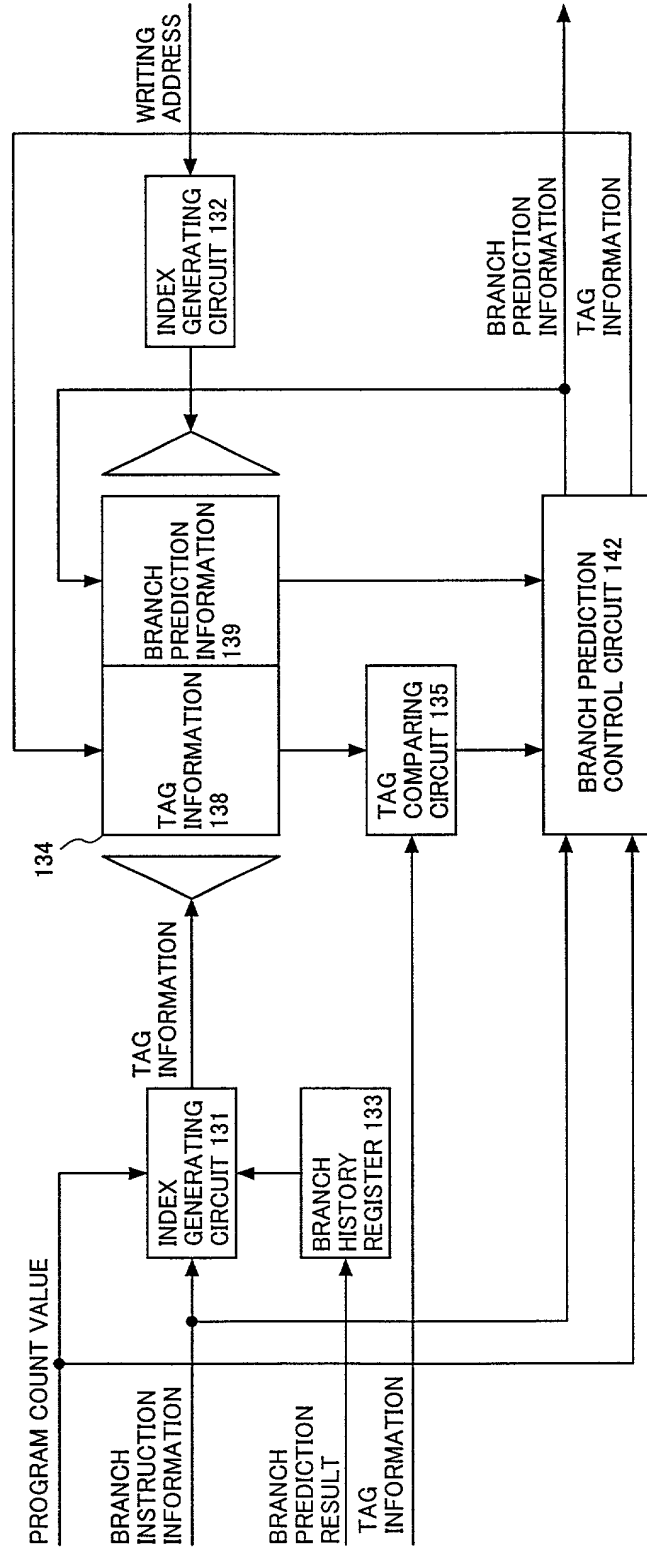 PROGRAM COUNT VALUE
BRANCH
INSTRUCTION
INFORMATION
BRANCH
PREDICTION
RESULT
TAG
INFORMATION
INDEX
GENERATING
CIRCUIT 131
BRANCH
HISTORY
REGISTER 133
TAG
INFORMATION
134
TAG
INFORMATION
138
BRANCH
PREDICTION
INFORMATION
139
TAG
COMPARING
CIRCUIT 135
BRANCH PREDICTION
CONTROL CIRCUIT 142
INDEX
GENERATING
CIRCUIT 132
WRITING
ADDRESS
BRANCH
PREDICTION
INFORMATION
TAG
INFORMATION